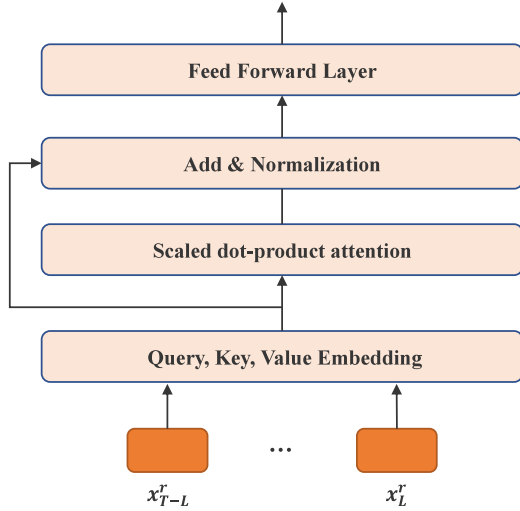 Feed Forward Layer
Add & Normalization
Scaled dot-product attention
Query, Key, Value Embedding
...
x^r_{T-L} x^r_L